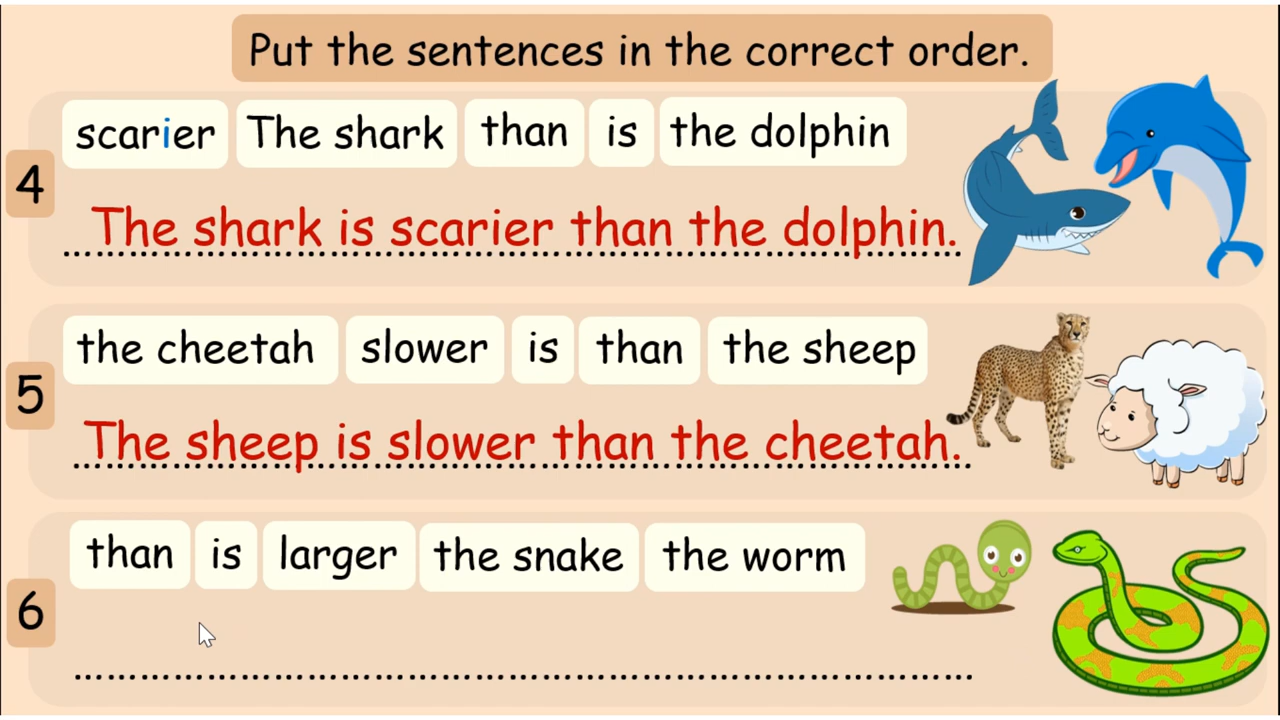 Put the sentences in the correct order.
4
scarier The shark than is the dolphin
The shark is scarier than the dolphin.
5
the cheetah slower is than the sheep
The sheep is slower than the cheetah.
6
than is larger the snake the worm